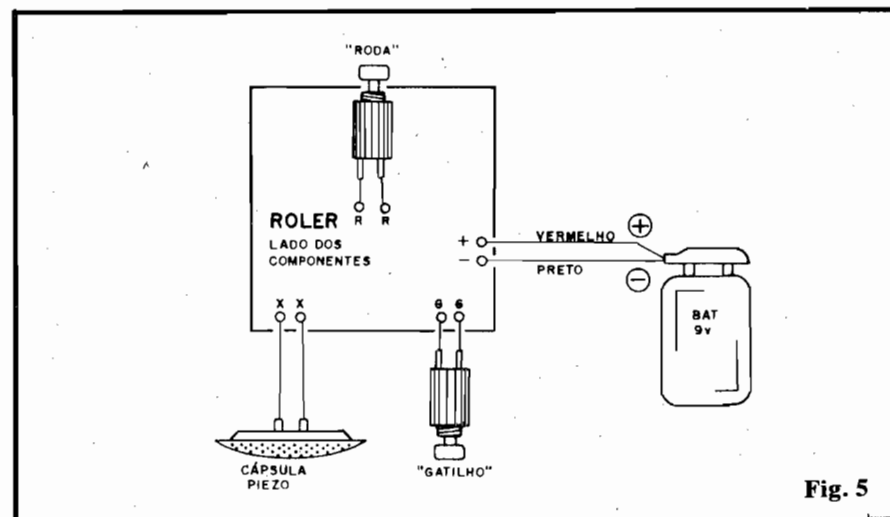 "RODA"
R R
ROLER
LADO DOS
COMPONENTES
+ VERMELHO +
- PRETO -
BAT
9v
X X
G G
CÁPSULA
PIEZO
"GATILHO"
Fig. 5